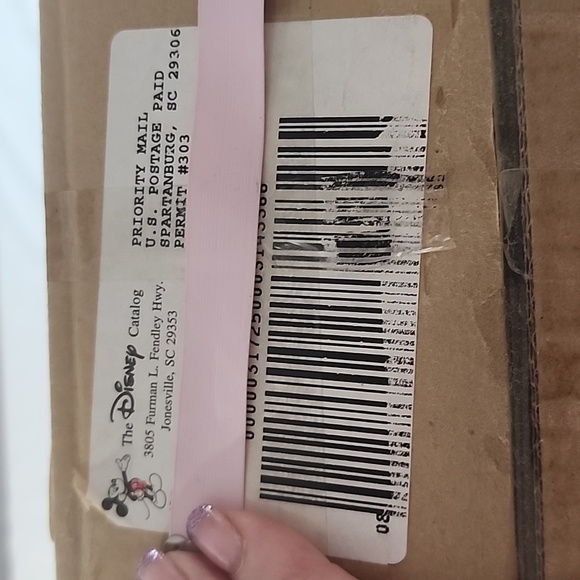 The Disney Catalog
3805 Furman L. Fendley Hwy.
Jonesville, SC 29353
PRIORITY MAIL
U.S. POSTAGE PAID
SPARTANBURG, SC 29306
PERMIT #303
08